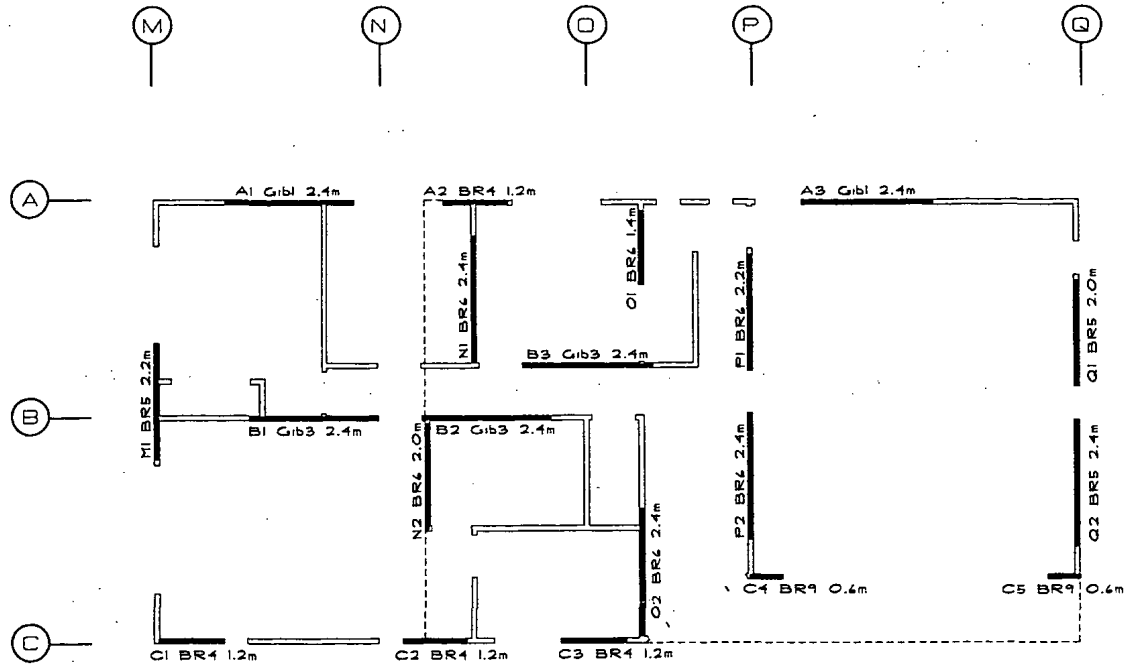 M N O P Q
A
A1 Gib1 2.4m
A2 BR4 1.2m
A3 Gib1 2.4m
N1 BR6 2.4m
O1 BR6 1.4m
P1 BR6 2.2m
Q1 BR5 2.0m
M1 BR5 2.2m
B3 Gib3 2.4m
B
B1 Gib3 2.4m
B2 Gib3 2.4m
N2 BR6 2.0m
O2 BR6 2.4m
P2 BR6 2.4m
Q2 BR5 2.4m
C4 BR9 0.6m
C5 BR9 0.6m
C
C1 BR4 1.2m
C2 BR4 1.2m
C3 BR4 1.2m